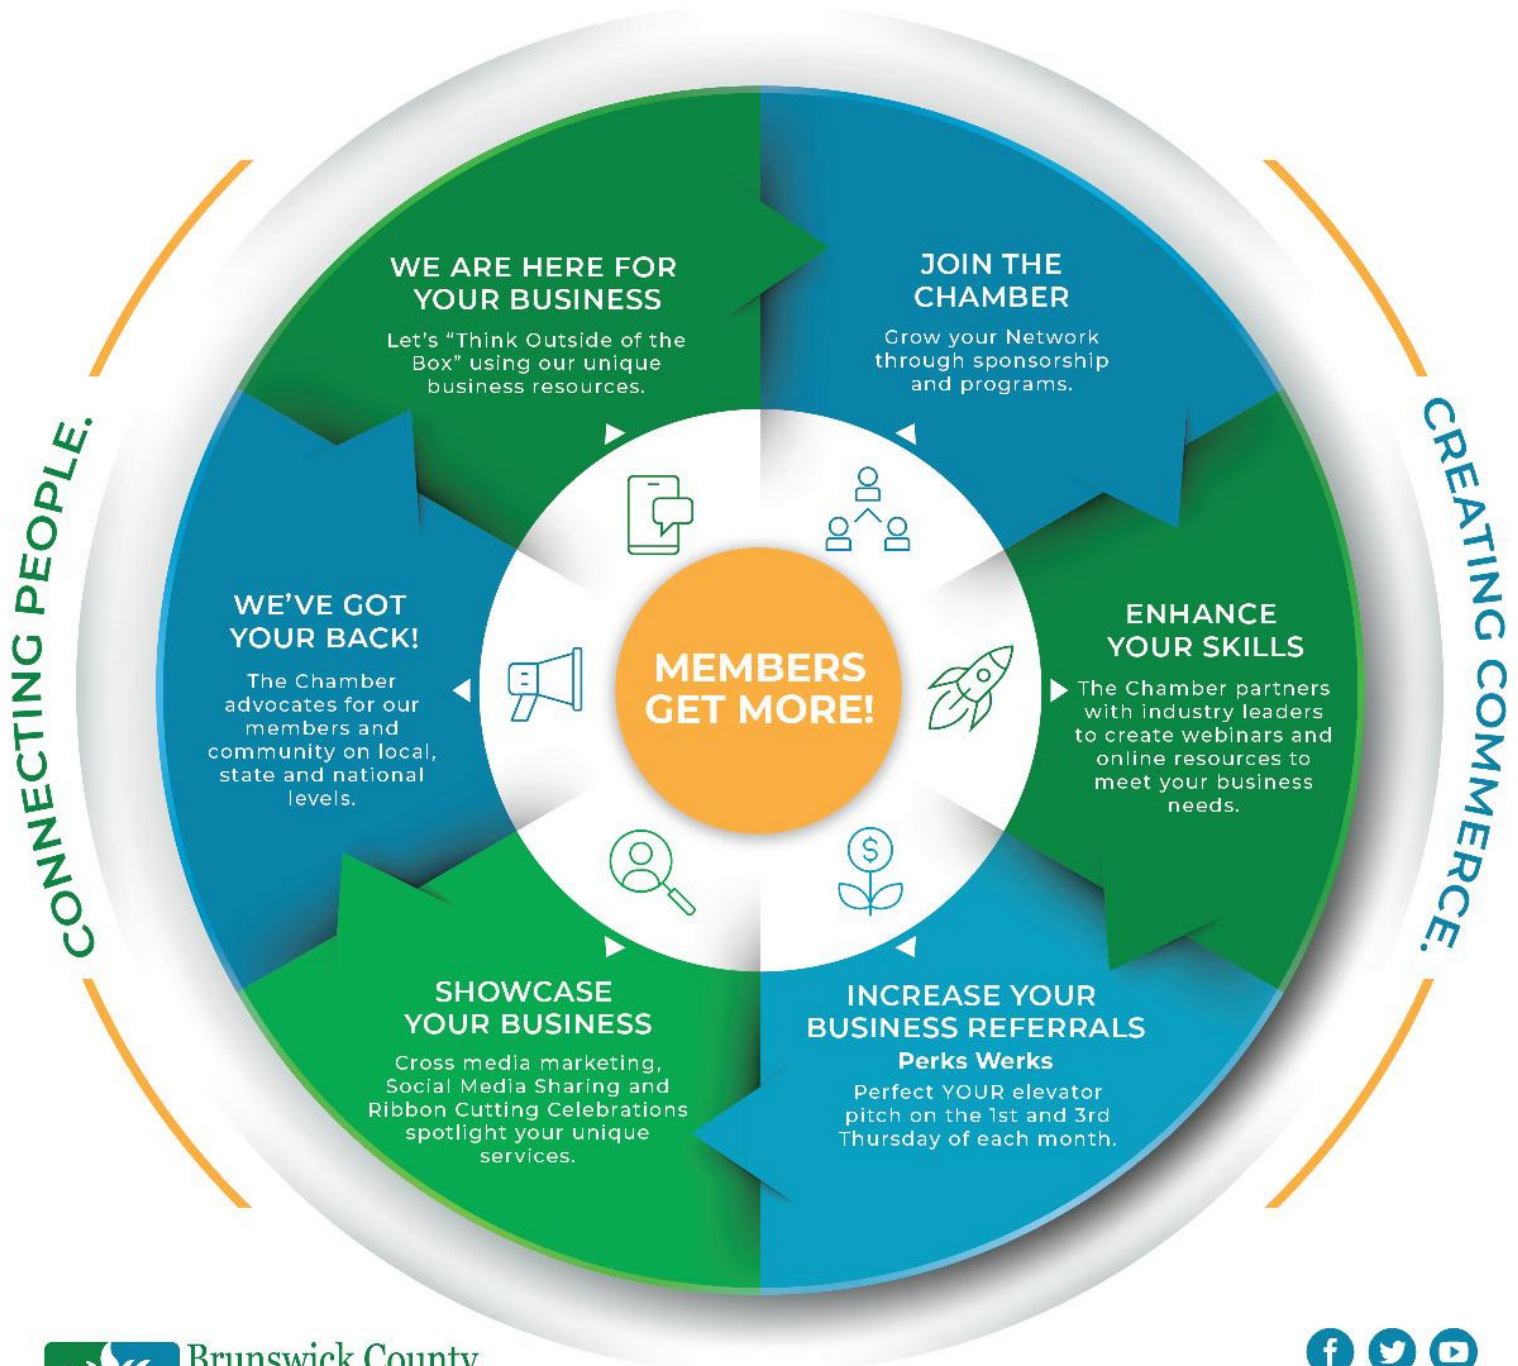 WE ARE HERE FOR
YOUR BUSINESS
Let's "Think Outside of the
Box" using our unique
business resources.
JOIN THE
CHAMBER
Grow your Network
through sponsorship
and programs.
ENHANCE
YOUR SKILLS
The Chamber partners
with industry leaders
to create webinars and
online resources to
meet your business
needs.
INCREASE YOUR
BUSINESS REFERRALS
Perks Werks
Perfect YOUR elevator
pitch on the 1st and 3rd
Thursday of each month.
SHOWCASE
YOUR BUSINESS
Cross media marketing,
Social Media Sharing and
Ribbon Cutting Celebrations
spotlight your unique
services.
WE'VE GOT
YOUR BACK!
The Chamber
advocates for our
members and
community on local,
state and national
levels.
MEMBERS
GET MORE!
$
CONNECTING PEOPLE.
CREATING COMMERCE.
Brunswick County
f